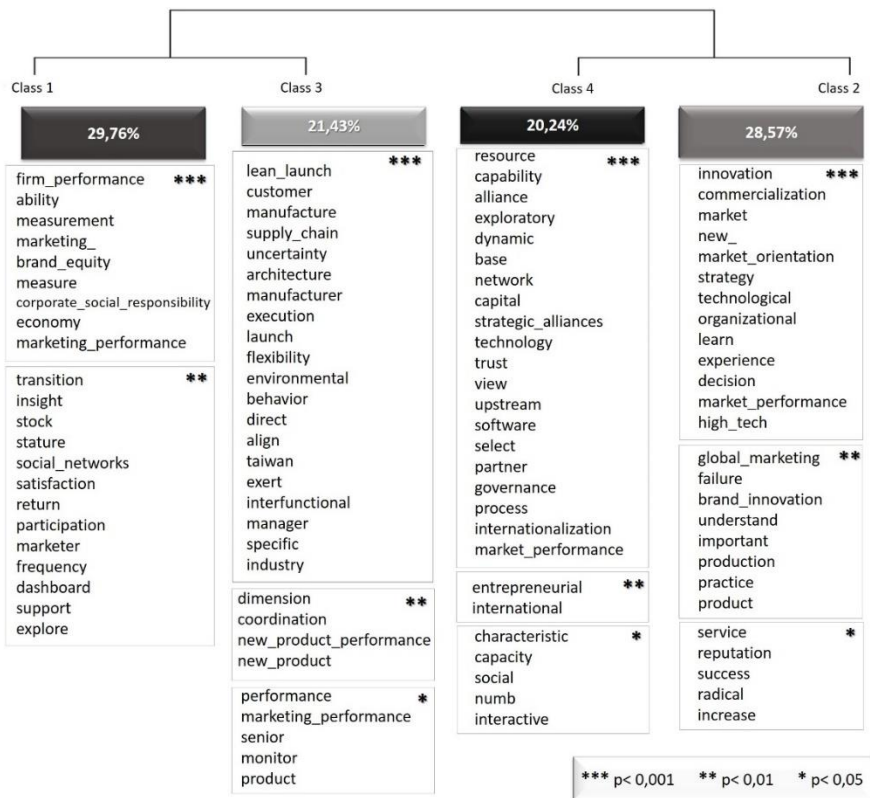 Class 1
Class 3
Class 4
Class 2
29,76%
21,43%
20,24%
28,57%
firm_performance ***
ability
measurement
marketing_
brand_equity
measure
corporate_social_responsibility
economy
marketing_performance
transition **
insight
stock
stature
social_networks
satisfaction
return
participation
marketer
frequency
dashboard
support
explore
lean_launch ***
customer
manufacture
supply_chain
uncertainty
architecture
manufacturer
execution
launch
flexibility
environmental
behavior
direct
align
taiwan
exert
interfunctional
manager
specific
industry
dimension **
coordination
new_product_performance
new_product
performance *
marketing_performance
senior
monitor
product
resource ***
capability
alliance
exploratory
dynamic
base
network
capital
strategic_alliances
technology
trust
view
upstream
software
select
partner
governance
process
internationalization
market_performance
entrepreneurial **
international
characteristic *
capacity
social
numb
interactive
innovation ***
commercialization
market
new_
market_orientation
strategy
technological
organizational
learn
experience
decision
market_performance
high_tech
global_marketing **
failure
brand_innovation
understand
important
production
practice
product
service *
reputation
success
radical
increase
*** p< 0,001 ** p< 0,01 * p< 0,05